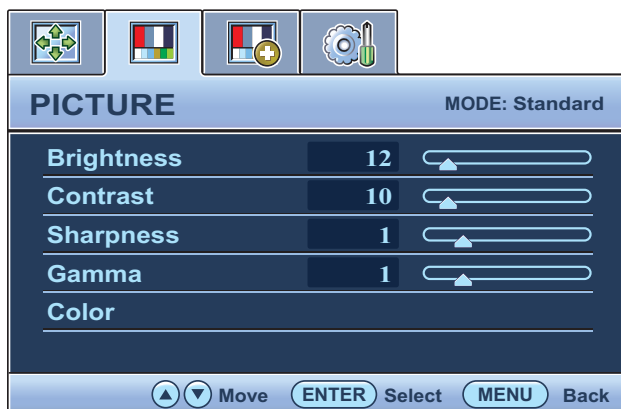 PICTURE MODE: Standard
Brightness 12
Contrast 10
Sharpness 1
Gamma 1
Color
Move ENTER Select MENU Back